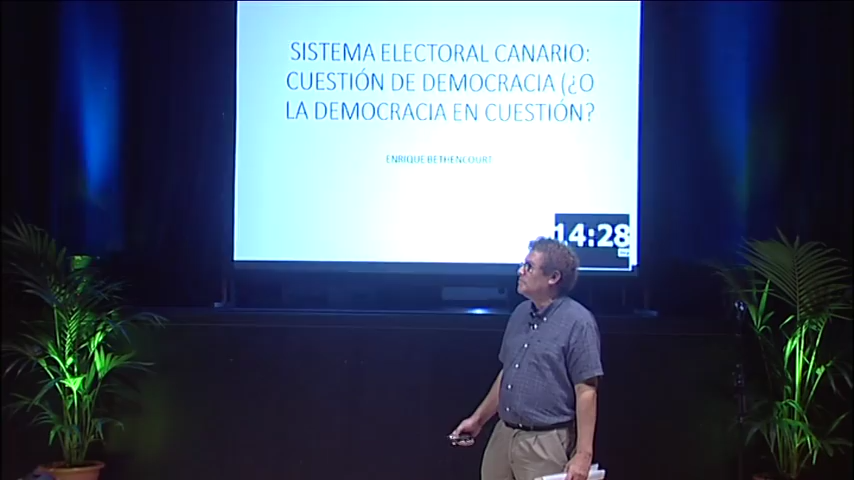 SISTEMA ELECTORAL CANARIO:
CUESTIÓN DE DEMOCRACIA (¿O
LA DEMOCRACIA EN CUESTIÓN?
ENRIQUE BETHENCOURT
14:28